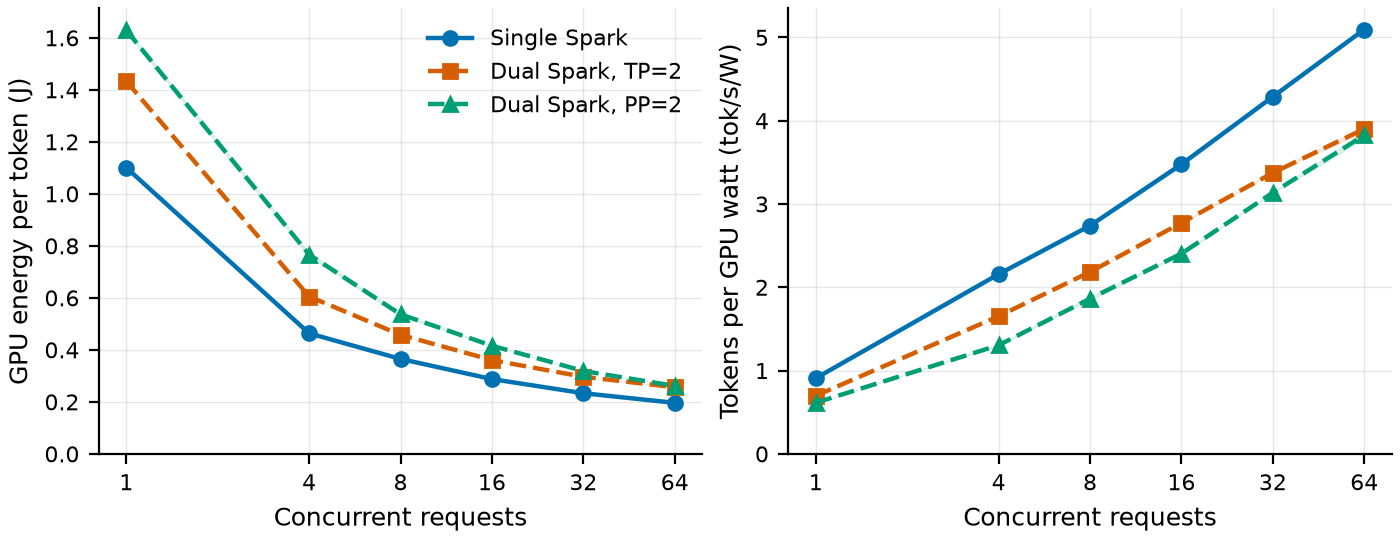 GPU energy per token (J)
1.6
1.4
1.2
1.0
0.8
0.6
0.4
0.2
0.0
1 4 8 16 32 64
Concurrent requests
Single Spark
Dual Spark, TP=2
Dual Spark, PP=2
Tokens per GPU watt (tok/s/W)
5
4
3
2
1
0
1 4 8 16 32 64
Concurrent requests